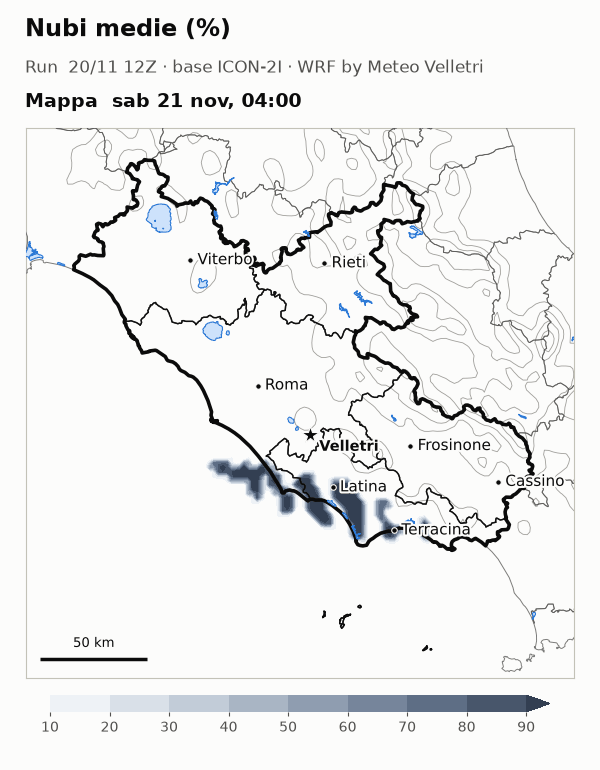 Nubi medie (%)
Run  20/11 12Z · base ICON-2I · WRF by Meteo Velletri
Mappa  sab 21 nov, 04:00
Viterbo
Rieti
Roma
Velletri
Frosinone
Cassino
Latina
Terracina
50 km
10 20 30 40 50 60 70 80 90